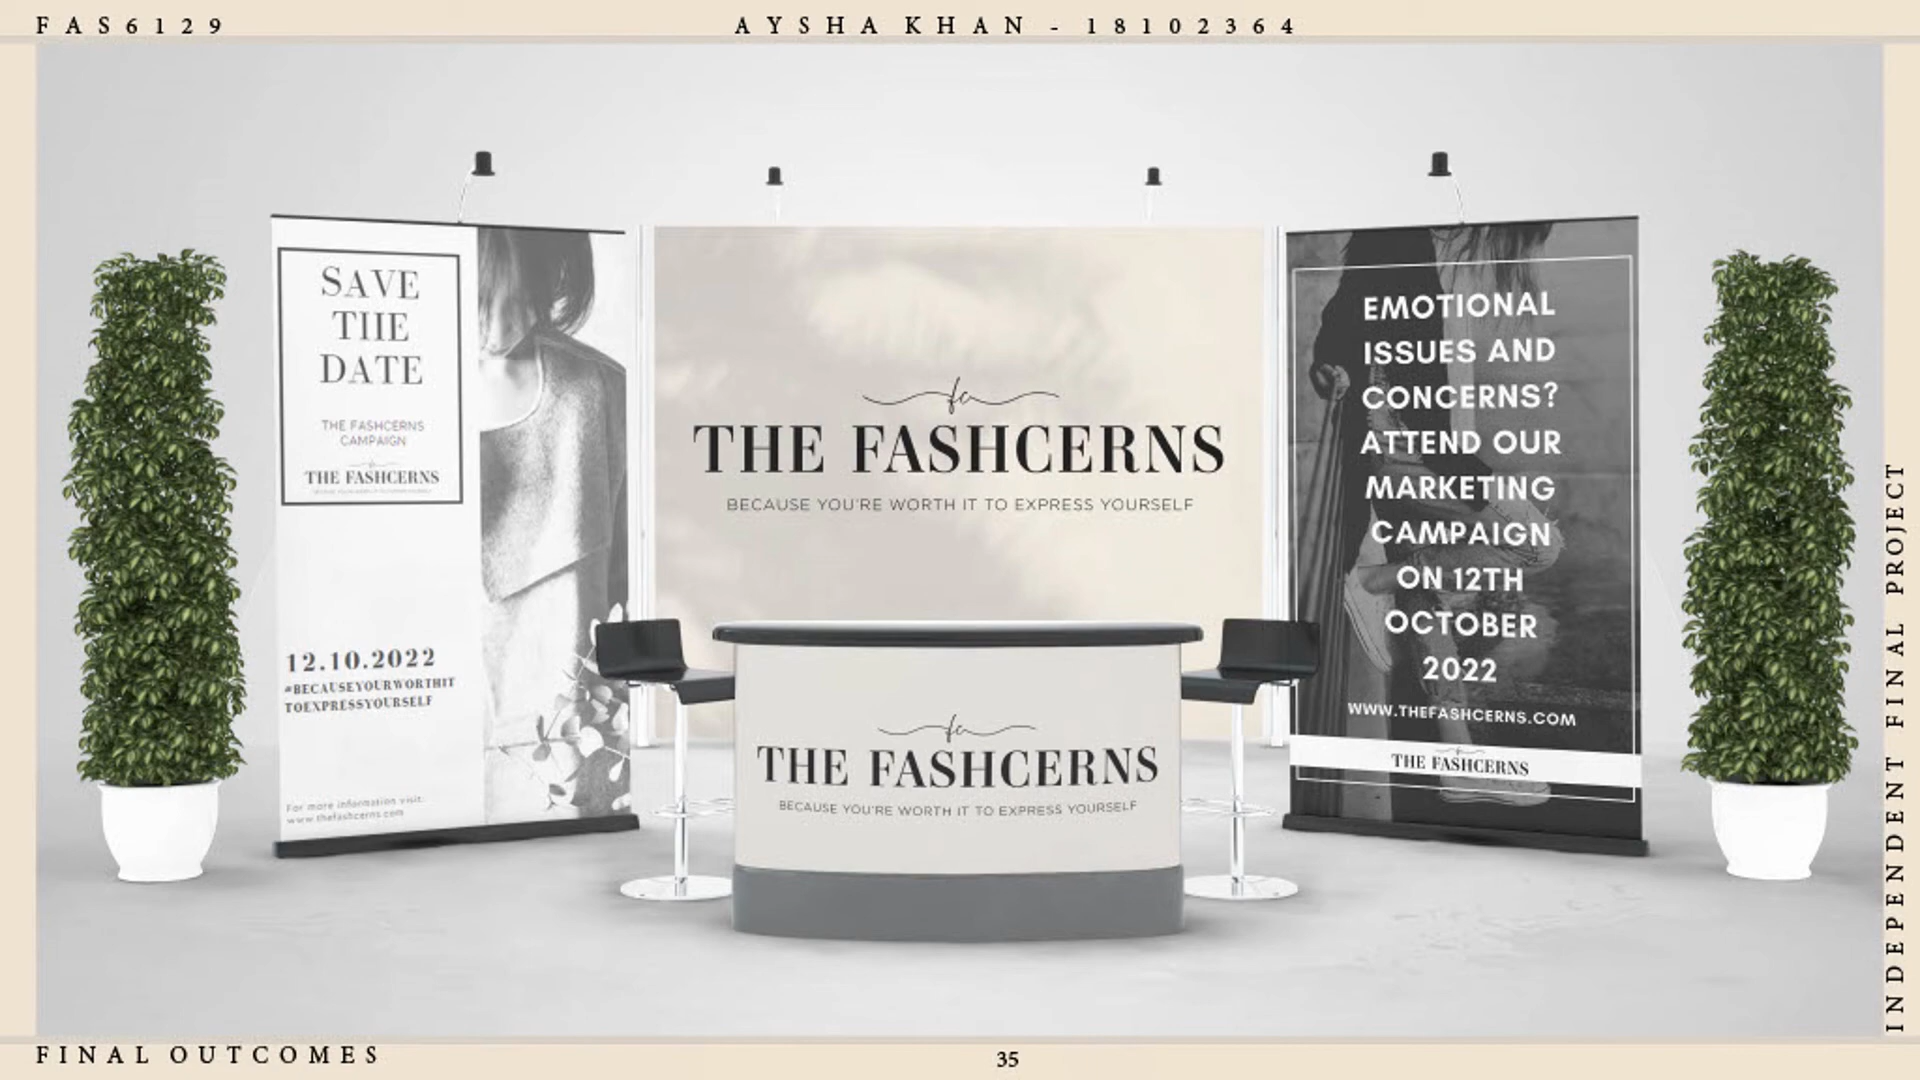 FAS6129
AYSHA KHAN - 18102364
SAVE
THE
DATE
THE FASHCERNS
CAMPAIGN
THE FASHCERNS
12.10.2022
#BECAUSEYOURWORTHIT
TOEXPRESSYOURSELF
For more information visit:
www.thefashcerns.com
fc
THE FASHCERNS
BECAUSE YOU'RE WORTH IT TO EXPRESS YOURSELF
fc
THE FASHCERNS
BECAUSE YOU'RE WORTH IT TO EXPRESS YOURSELF
EMOTIONAL
ISSUES AND
CONCERNS?
ATTEND OUR
MARKETING
CAMPAIGN
ON 12TH
OCTOBER
2022
WWW.THEFASHCERNS.COM
THE FASHCERNS
INDEPENDENT FINAL PROJECT
FINAL OUTCOMES
35